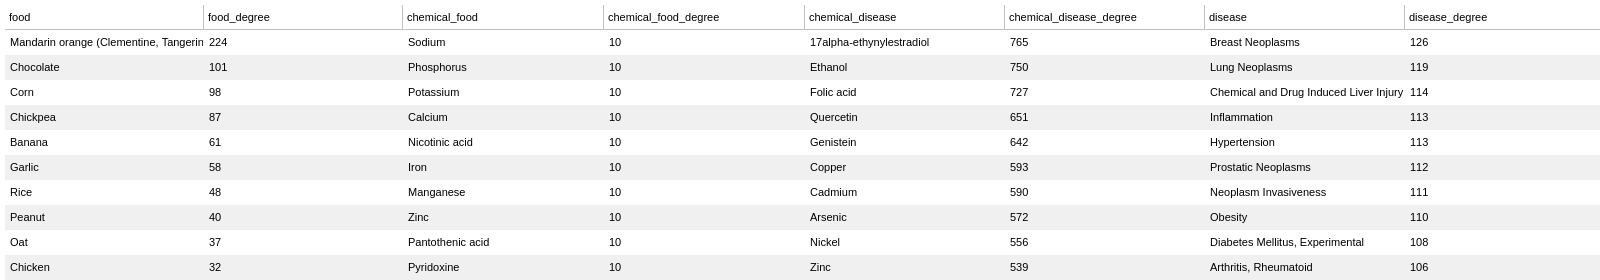 food food_degree chemical_food chemical_food_degree chemical_disease chemical_disease_degree disease disease_degree
Mandarin orange (Clementine, Tangerin 224 Sodium 10 17alpha-ethynylestradiol 765 Breast Neoplasms 126
Chocolate 101 Phosphorus 10 Ethanol 750 Lung Neoplasms 119
Corn 98 Potassium 10 Folic acid 727 Chemical and Drug Induced Liver Injury 114
Chickpea 87 Calcium 10 Quercetin 651 Inflammation 113
Banana 61 Nicotinic acid 10 Genistein 642 Hypertension 113
Garlic 58 Iron 10 Copper 593 Prostatic Neoplasms 112
Rice 48 Manganese 10 Cadmium 590 Neoplasm Invasiveness 111
Peanut 40 Zinc 10 Arsenic 572 Obesity 110
Oat 37 Pantothenic acid 10 Nickel 556 Diabetes Mellitus, Experimental 108
Chicken 32 Pyridoxine 10 Zinc 539 Arthritis, Rheumatoid 106